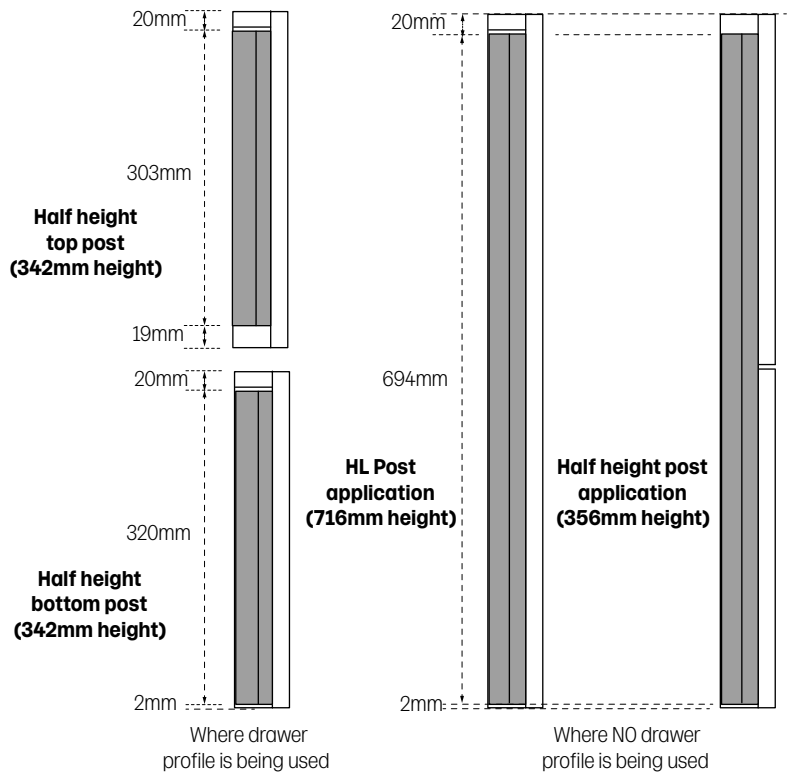 20mm
303mm
Half height
top post
(342mm height)
19mm
20mm
320mm
Half height
bottom post
(342mm height)
2mm
Where drawer
profile is being used
20mm
694mm
HL Post
application
(716mm height)
Half height post
application
(356mm height)
2mm
Where NO drawer
profile is being used